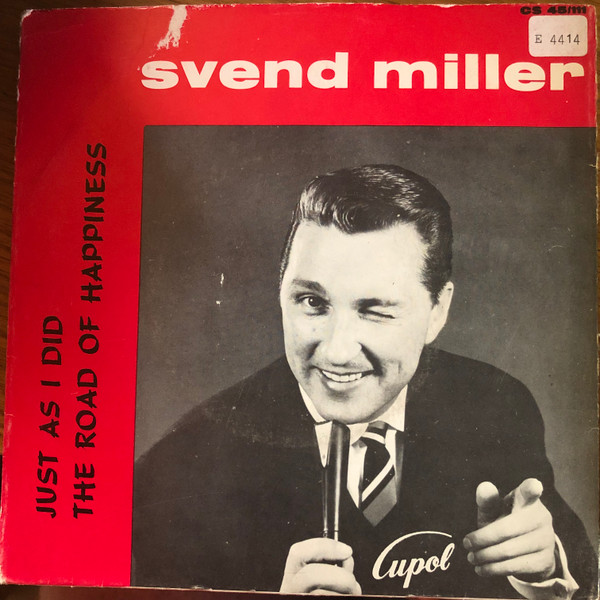 CS 45/111
E 4414
svend miller
JUST AS I DID
THE ROAD OF HAPPINESS
Cupol